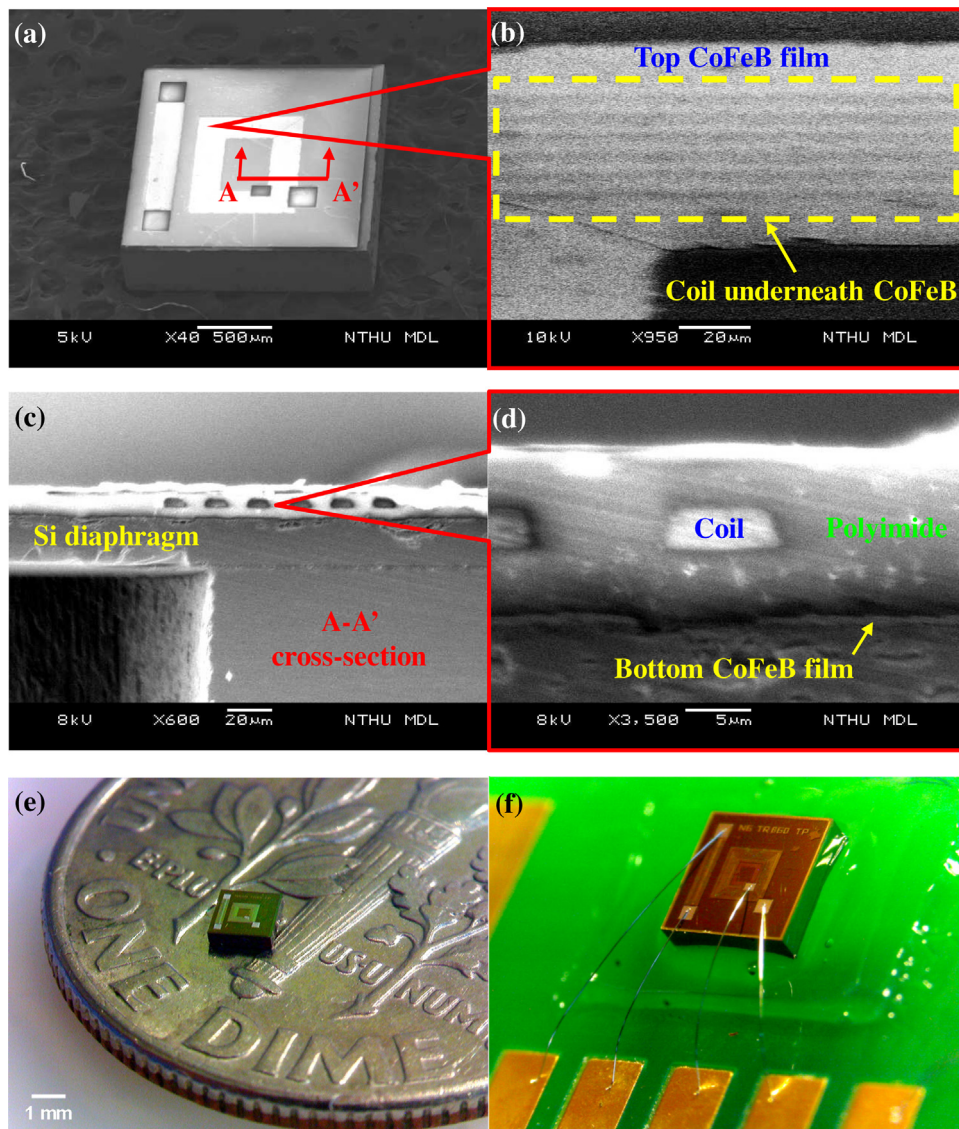 (a)
A
A'
5kV
X40
500μm
NTHU MDL
(b)
Top CoFeB film
Coil underneath CoFeB
10kV
X950
20μm
NTHU MDL
(c)
Si diaphragm
A-A'
cross-section
8kV
X600
20μm
NTHU MDL
(d)
Coil
Polyimide
Bottom CoFeB film
8kV
X3,500
5μm
NTHU MDL
(e)
ONE DIME
1 mm
(f)